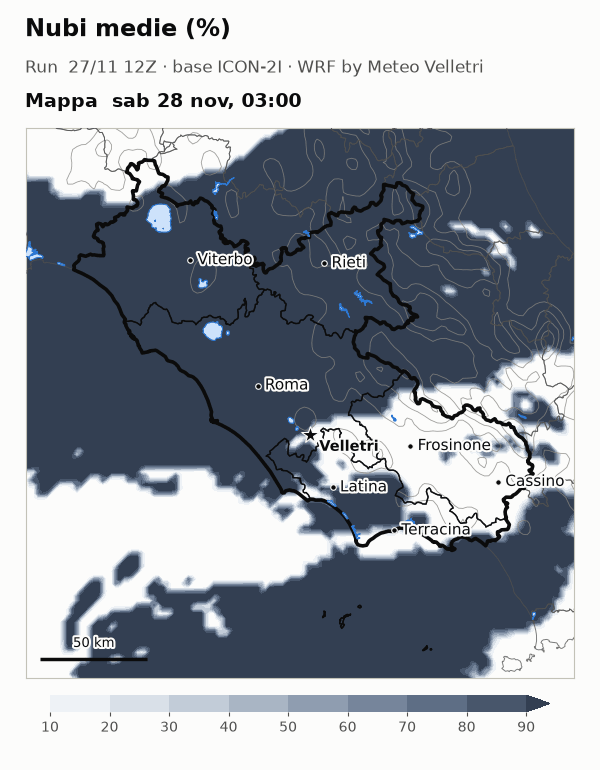 Nubi medie (%)
Run  27/11 12Z · base ICON-2I · WRF by Meteo Velletri
Mappa  sab 28 nov, 03:00
Viterbo
Rieti
Roma
Velletri
Frosinone
Cassino
Latina
Terracina
50 km
10 20 30 40 50 60 70 80 90